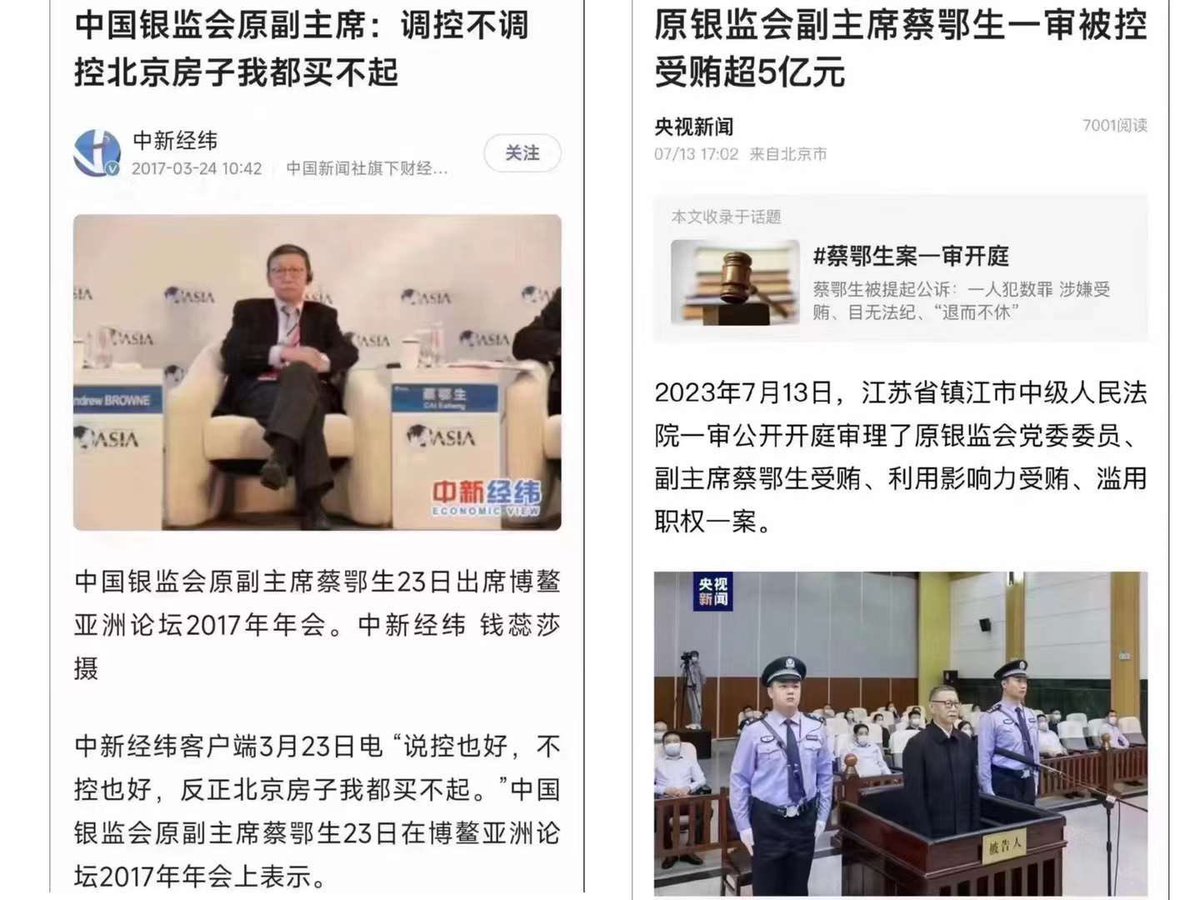 中国银监会原副主席：调控不调
控北京房子我都买不起
中新经纬
2017-03-24 10:42 中国新闻社旗下财经...
关注
ASIA
ASIA
ASIA
ASIA
ASIA
ndrew BROWNE
蔡鄂生
CAI Esheng
ASIA
ASIA
中新经纬
ECONOMIC VIEW
中国银监会原副主席蔡鄂生23日出席博鳌
亚洲论坛2017年年会。中新经纬 钱蕊莎
摄
中新经纬客户端3月23日电 “说控也好，不
控也好，反正北京房子我都买不起。”中国
银监会原副主席蔡鄂生23日在博鳌亚洲论
坛2017年年会上表示。
原银监会副主席蔡鄂生一审被控
受贿超5亿元
央视新闻
7001阅读
07/13 17:02 来自北京市
本文收录于话题
#蔡鄂生案一审开庭
蔡鄂生被提起公诉：一人犯数罪 涉嫌受
贿、目无法纪、“退而不休”
2023年7月13日，江苏省镇江市中级人民法
院一审公开开庭审理了原银监会党委委员、
副主席蔡鄂生受贿、利用影响力受贿、滥用
职权一案。
央视
新闻
被告人